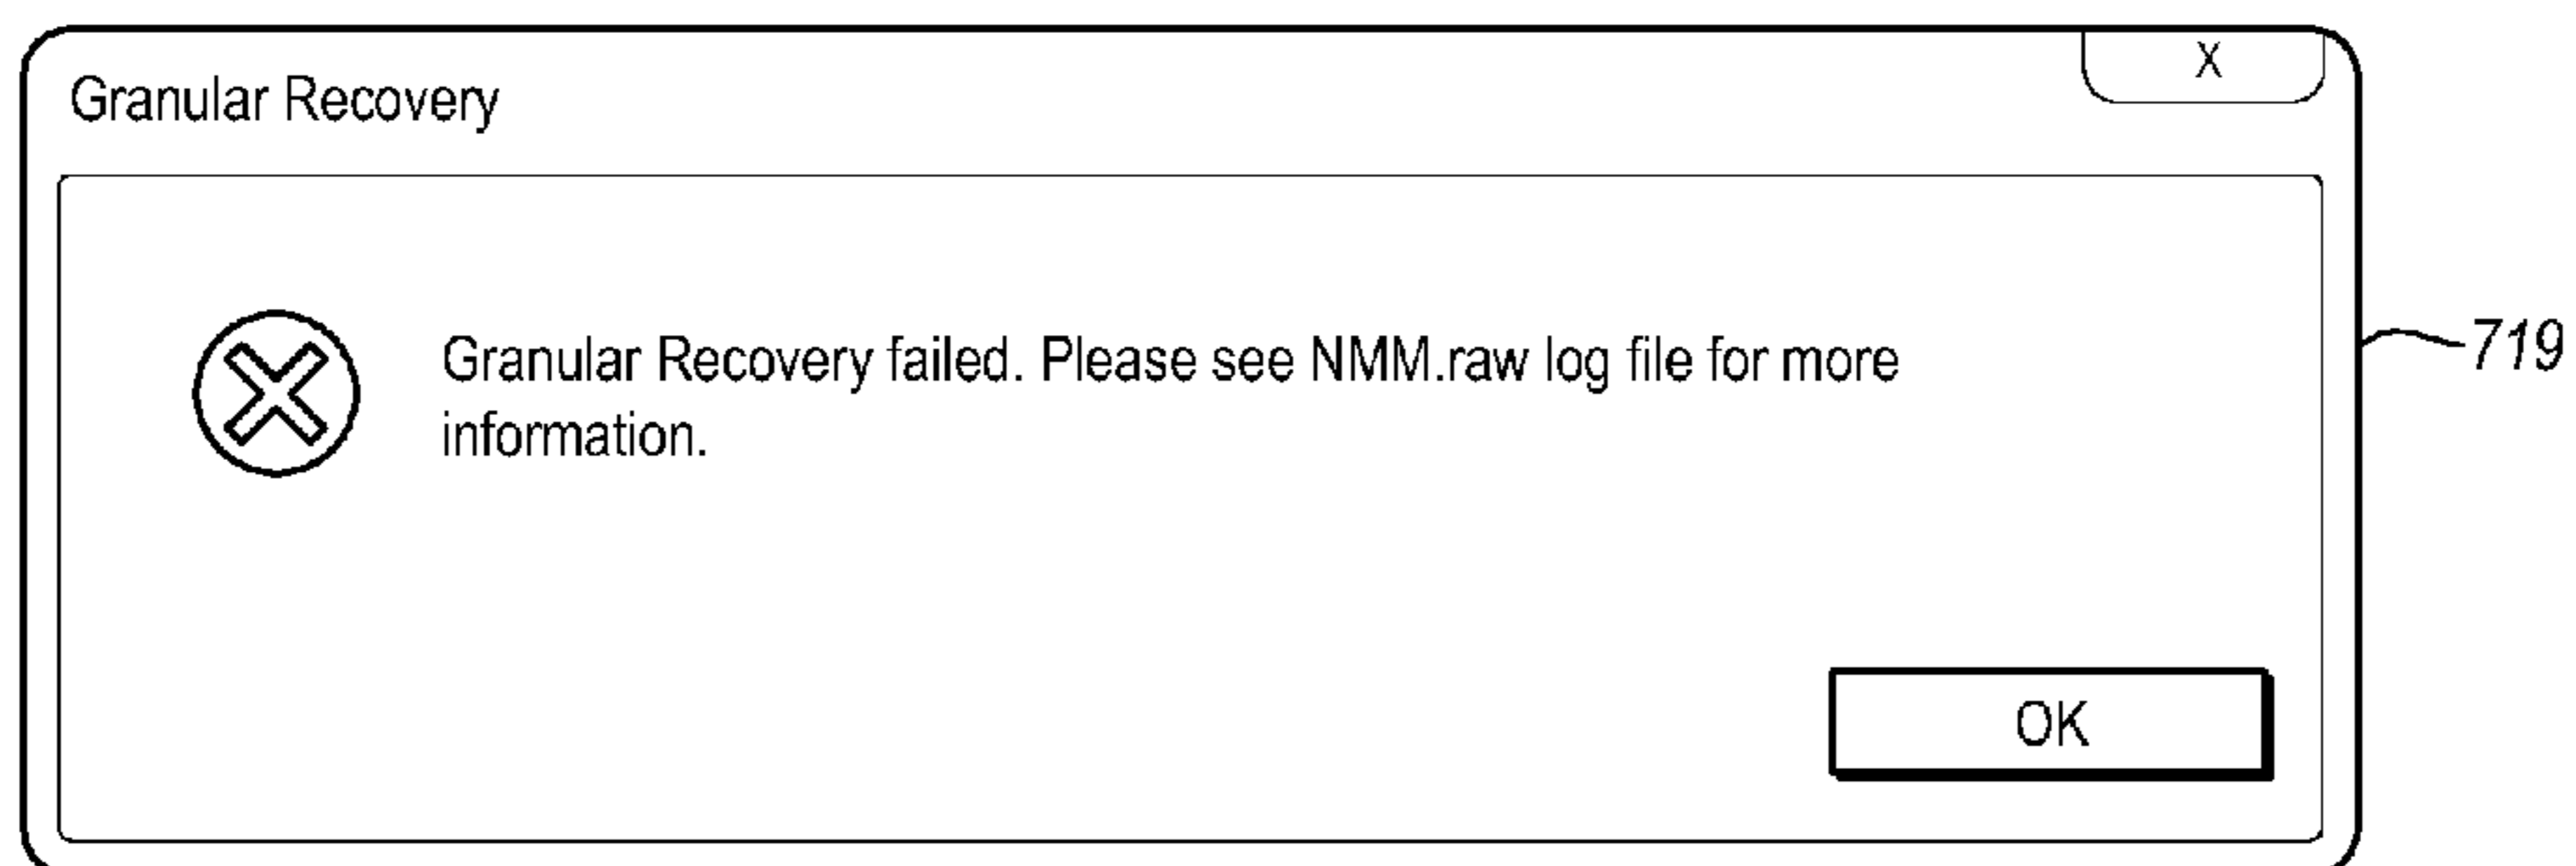 X
Granular Recovery
Granular Recovery failed. Please see NMM.raw log file for more
information.
719
OK